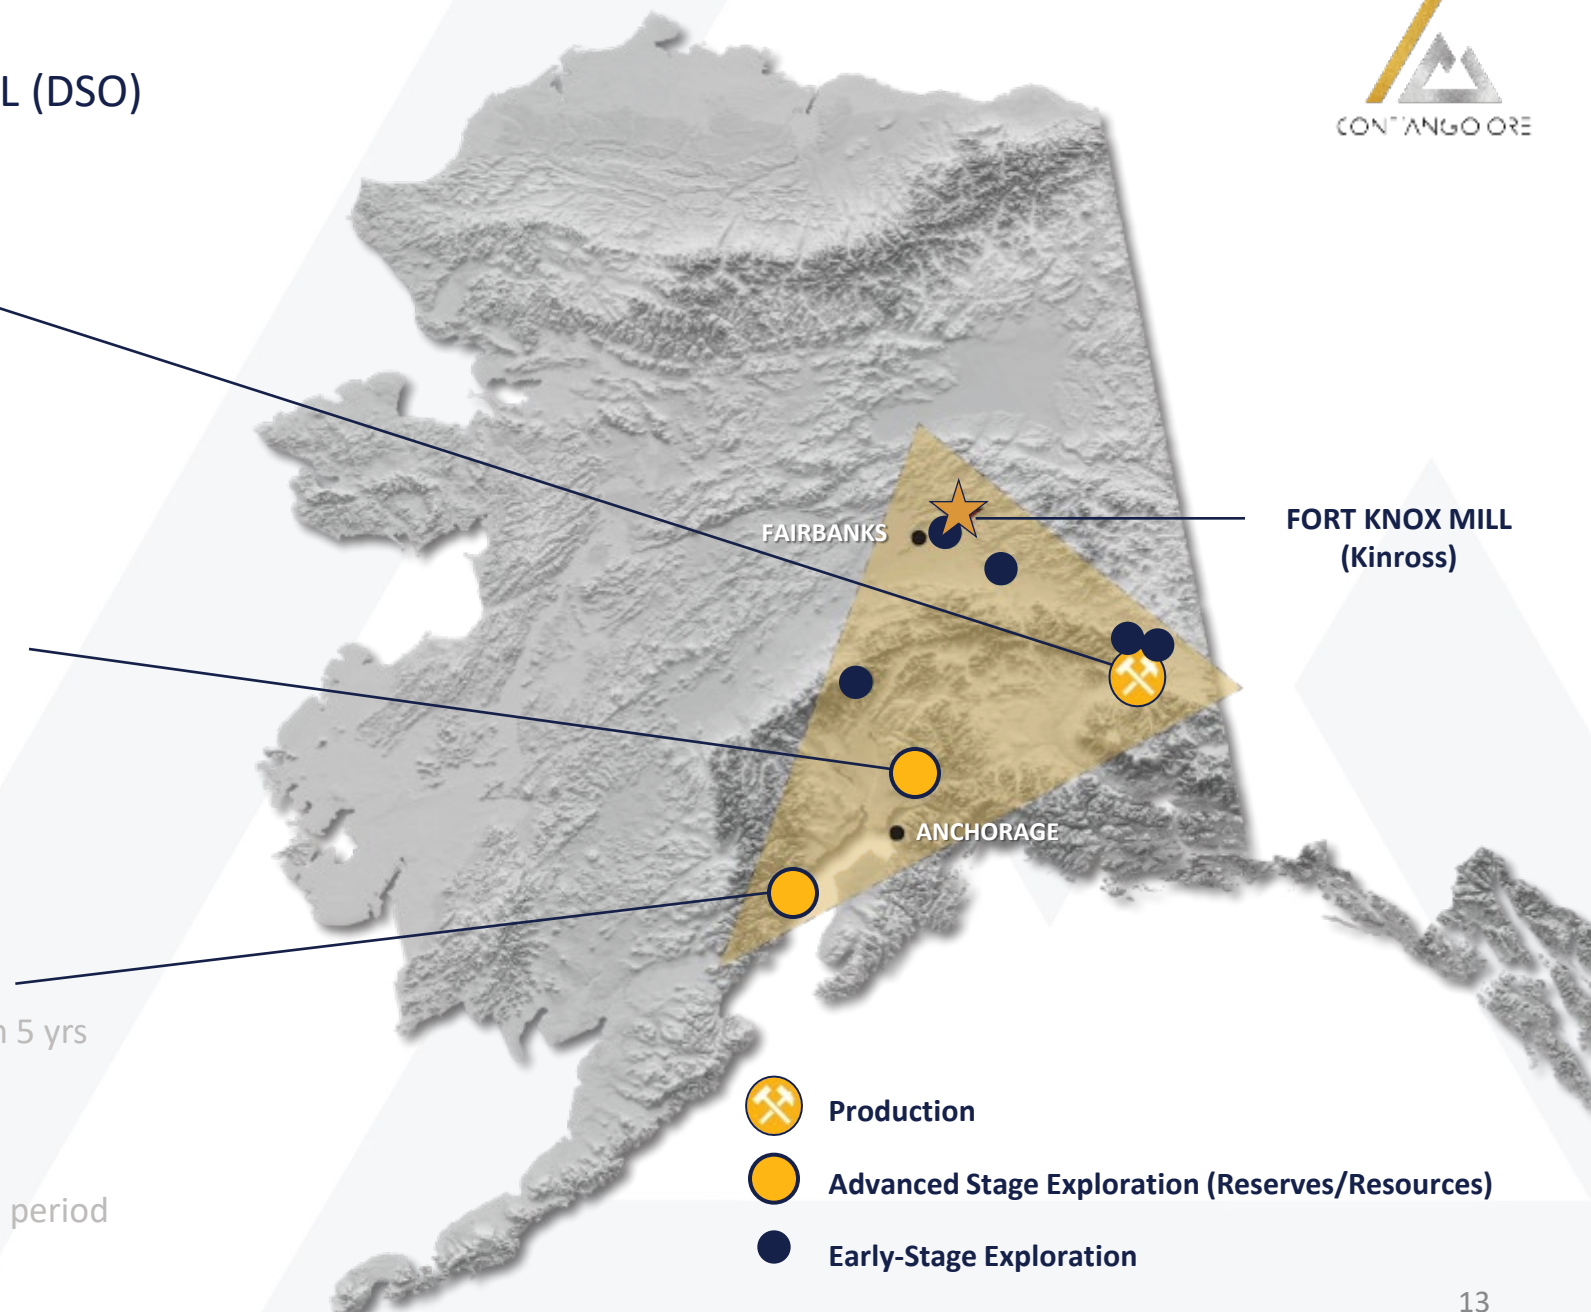 L (DSO)
CONTANGO ORE
FAIRBANKS
FORT KNOX MILL
(Kinross)
ANCHORAGE
5 yrs
period
Production
Advanced Stage Exploration (Reserves/Resources)
Early-Stage Exploration
13